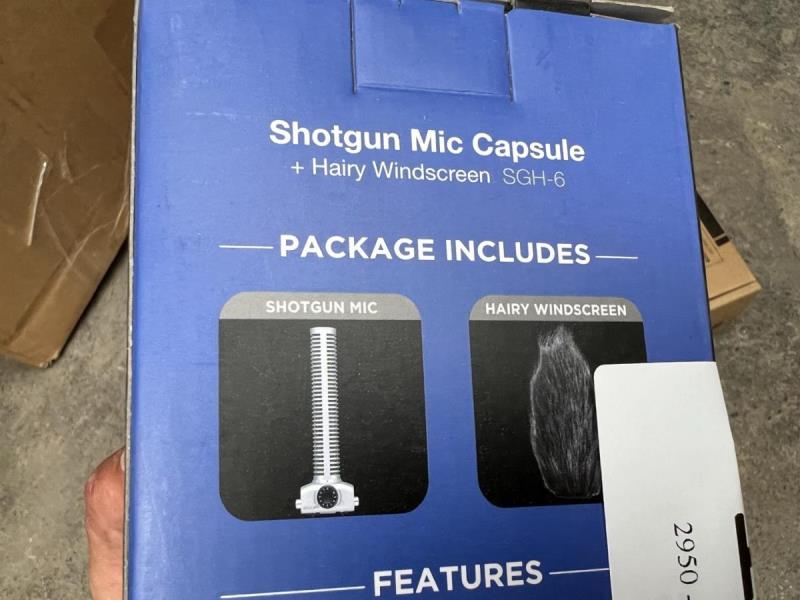 Shotgun Mic Capsule
+ Hairy Windscreen SGH-6
PACKAGE INCLUDES
SHOTGUN MIC
HAIRY WINDSCREEN
FEATURES
2950 -